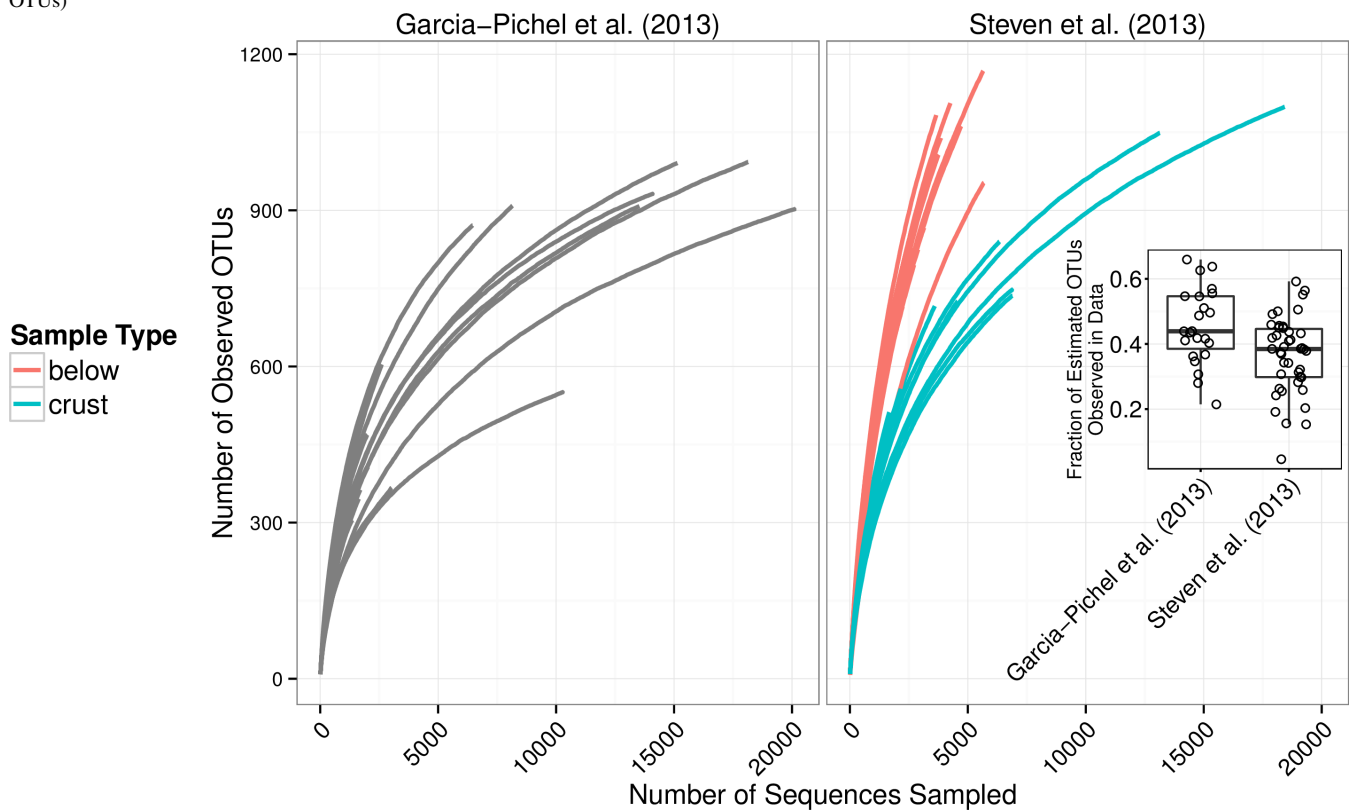 OTUs)
Garcia–Pichel et al. (2013)
Steven et al. (2013)
1200
900
600
300
0
Number of Observed OTUs
Sample Type
below
crust
0
5000
10000
15000
20000
0
5000
10000
15000
20000
Number of Sequences Sampled
Fraction of Estimated OTUs
Observed in Data
0.6
0.4
0.2
Garcia–Pichel et al. (2013)
Steven et al. (2013)